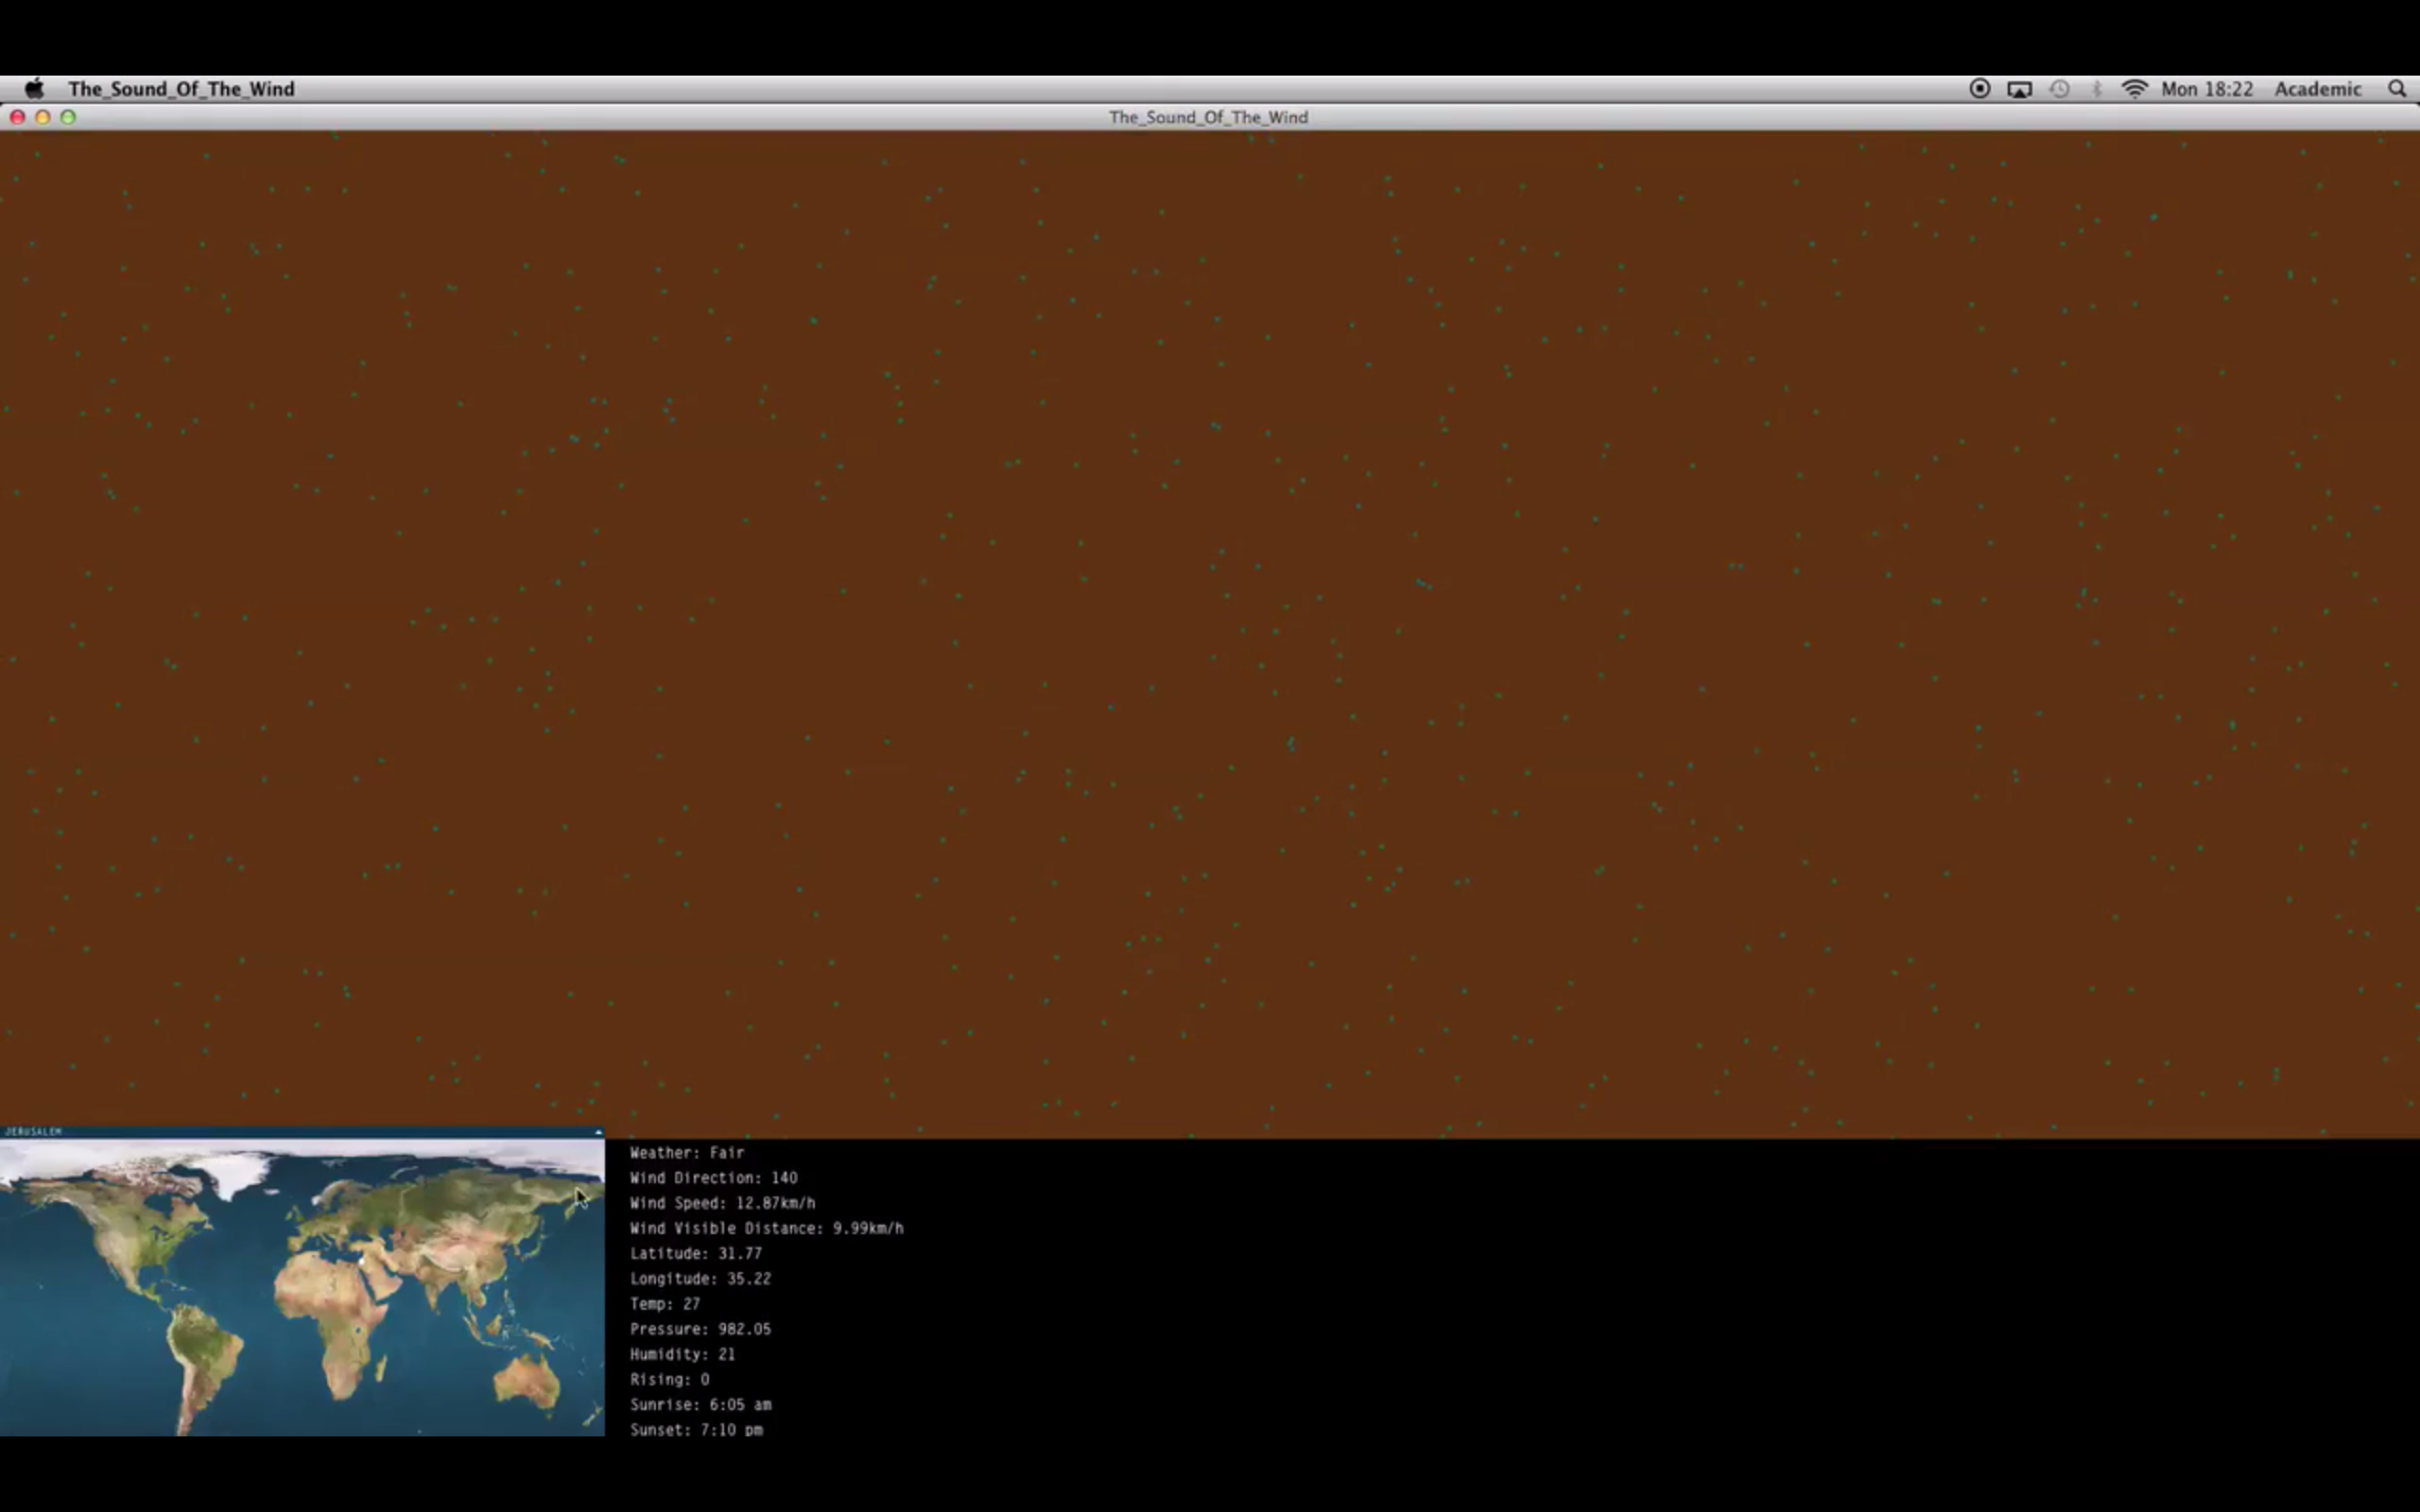 The_Sound_Of_The_Wind Mon 18:22 Academic
The_Sound_Of_The_Wind
JERUSALEM
Weather: Fair
Wind Direction: 140
Wind Speed: 12.87km/h
Wind Visible Distance: 9.99km/h
Latitude: 31.77
Longitude: 35.22
Temp: 27
Pressure: 982.05
Humidity: 21
Rising: 0
Sunrise: 6:05 am
Sunset: 7:10 pm